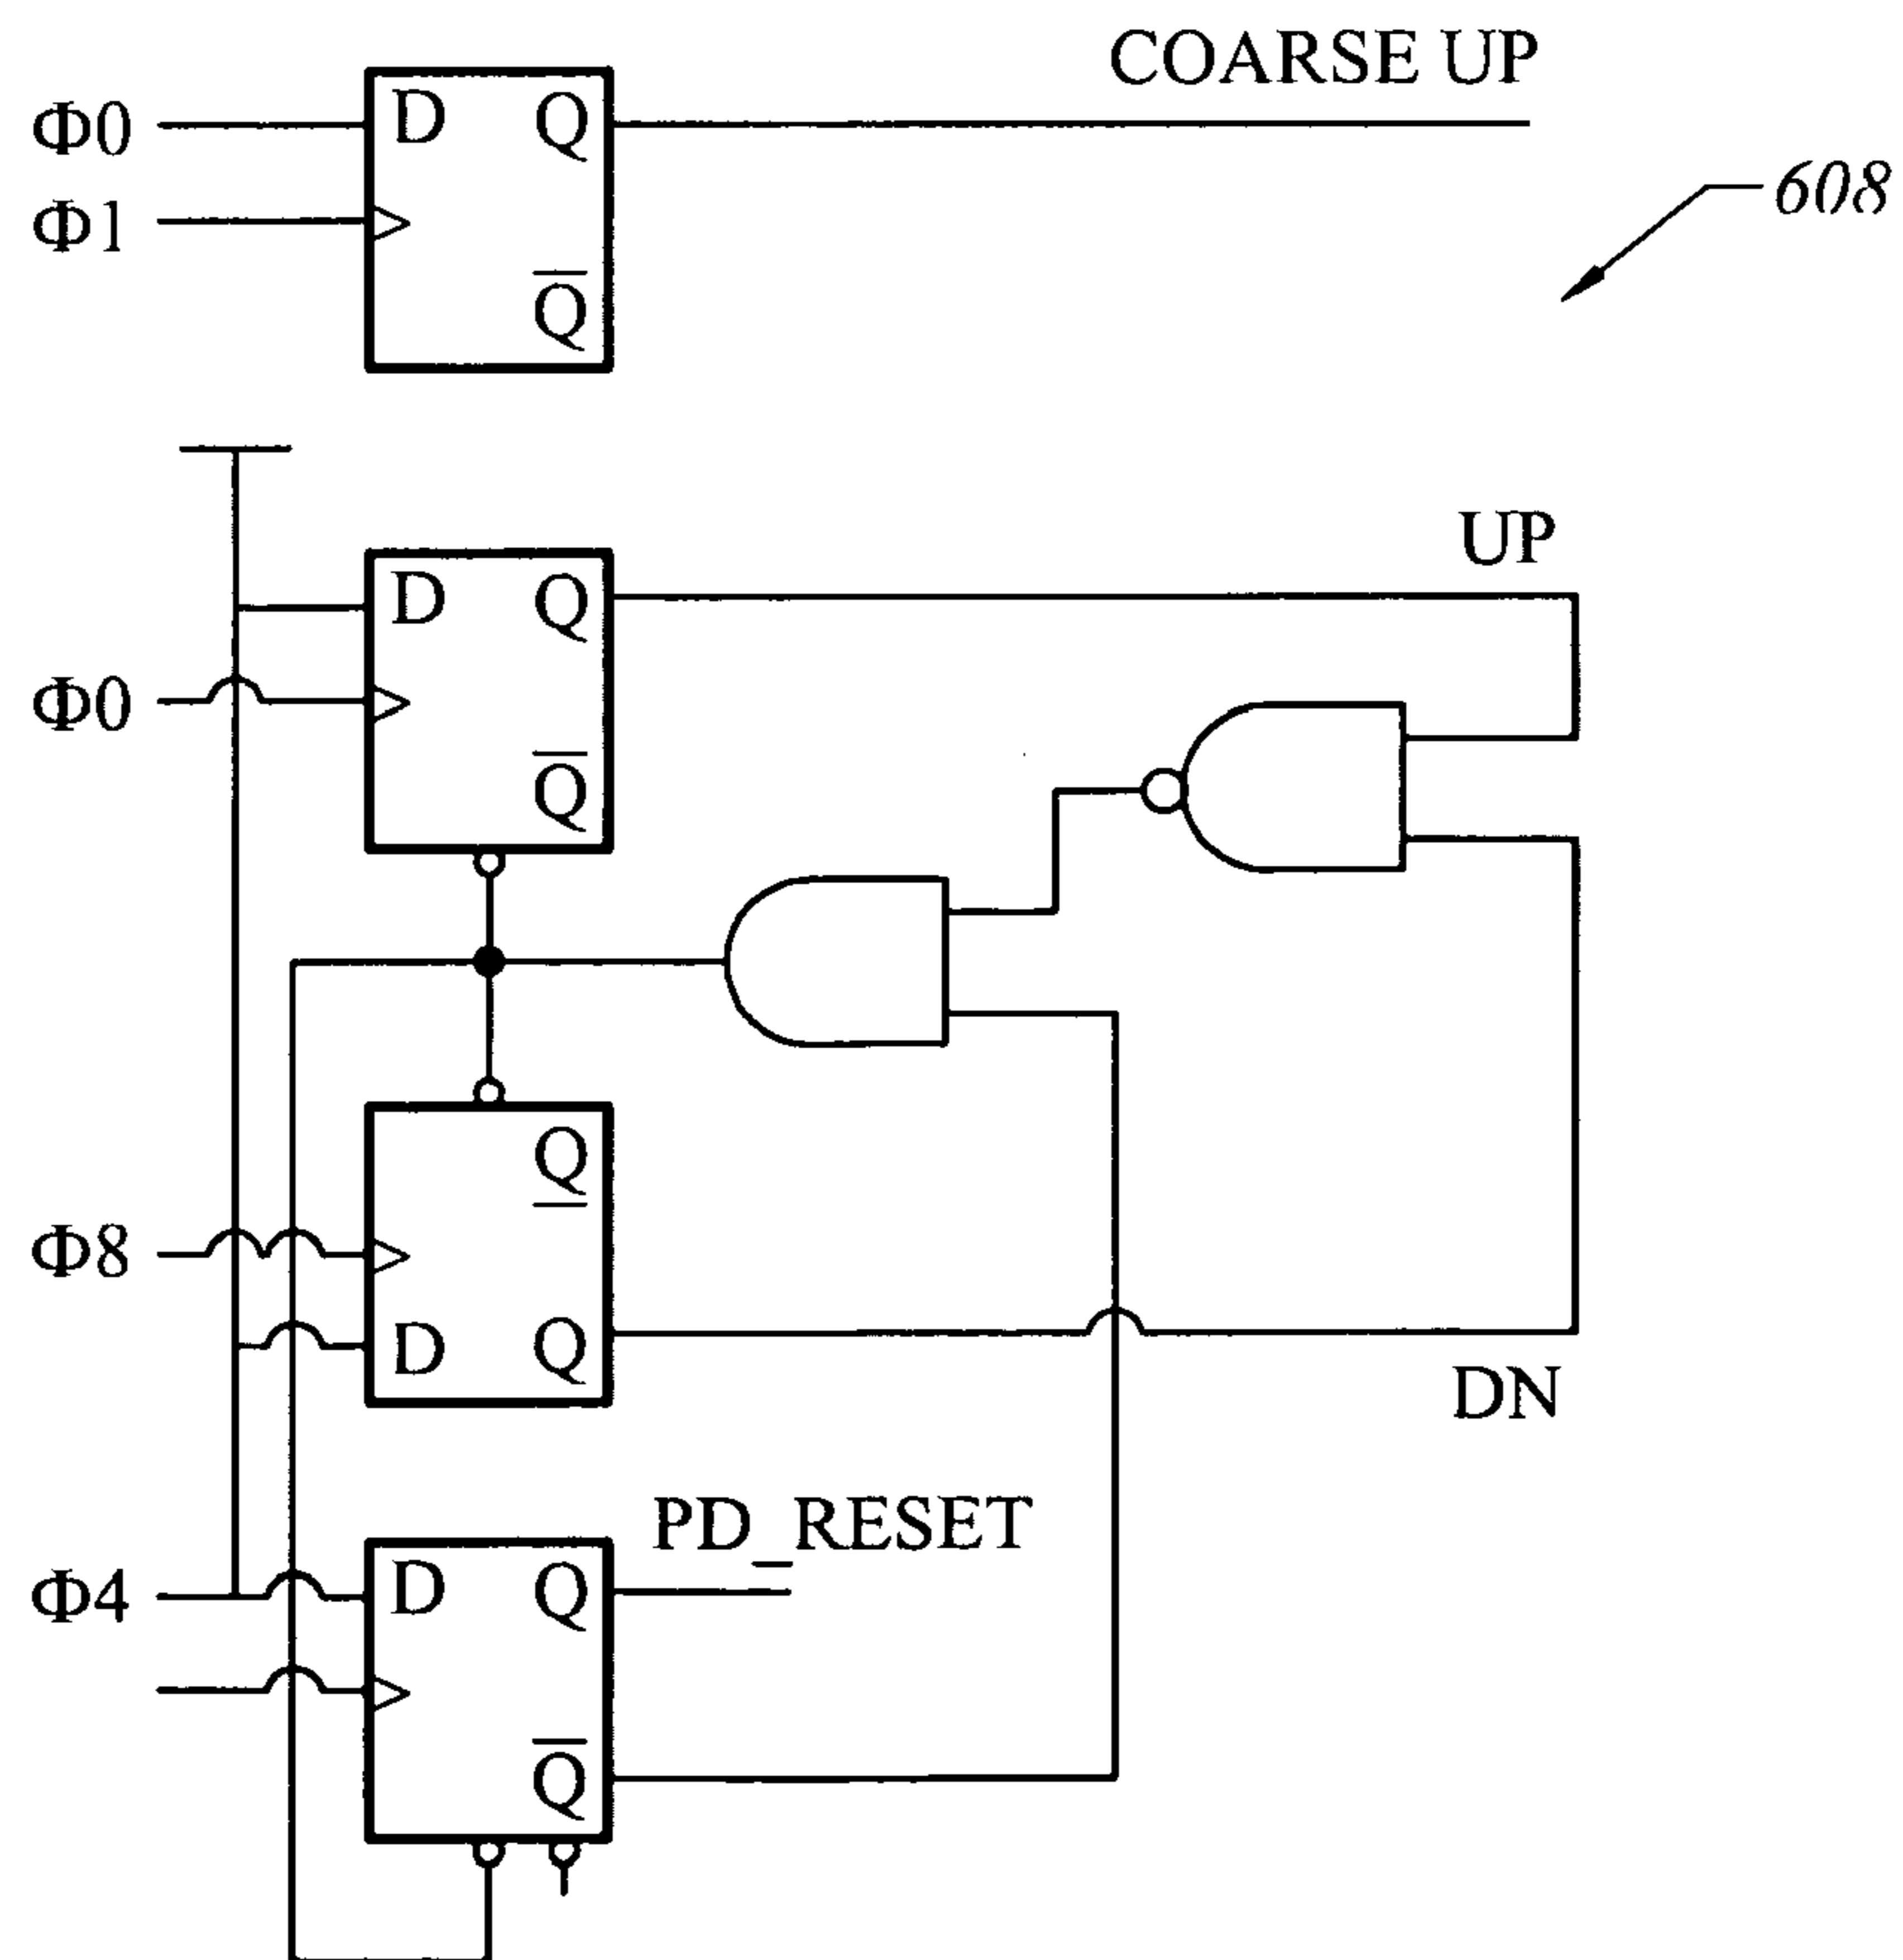 COARSE UP
Φ0 D Q
Φ1
Q̅
608
UP
D Q
Φ0
Q̅
Q̅
Φ8
D Q
DN
PD_RESET
Φ4 D Q
Q̅